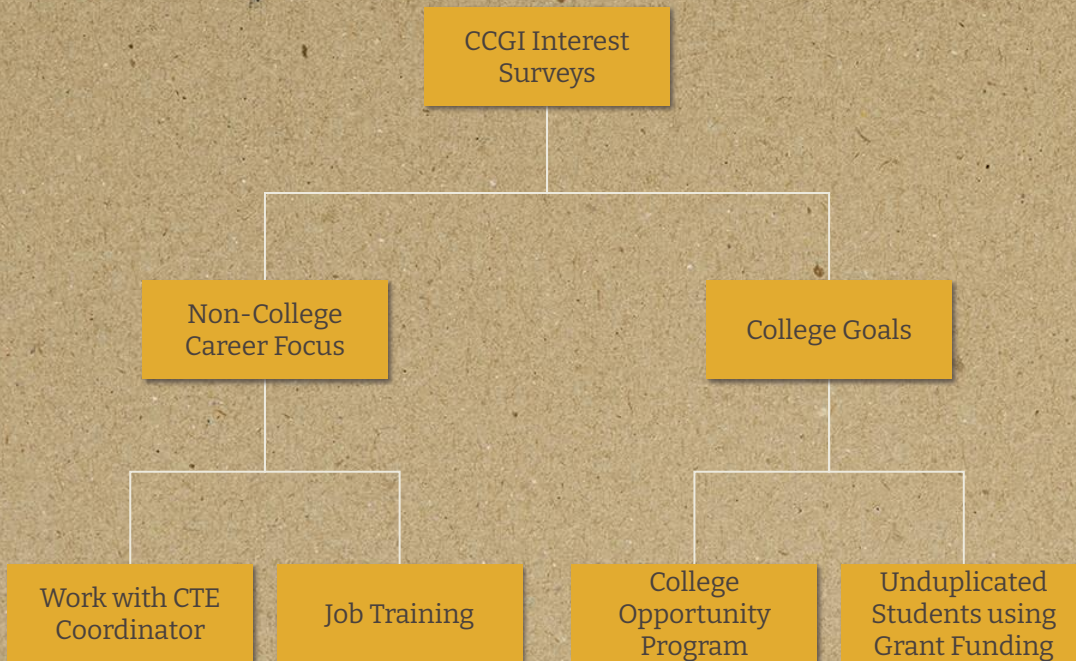 CCGI Interest
Surveys
Non-College
Career Focus
College Goals
Work with CTE
Coordinator
Job Training
College
Opportunity
Program
Unduplicated
Students using
Grant Funding